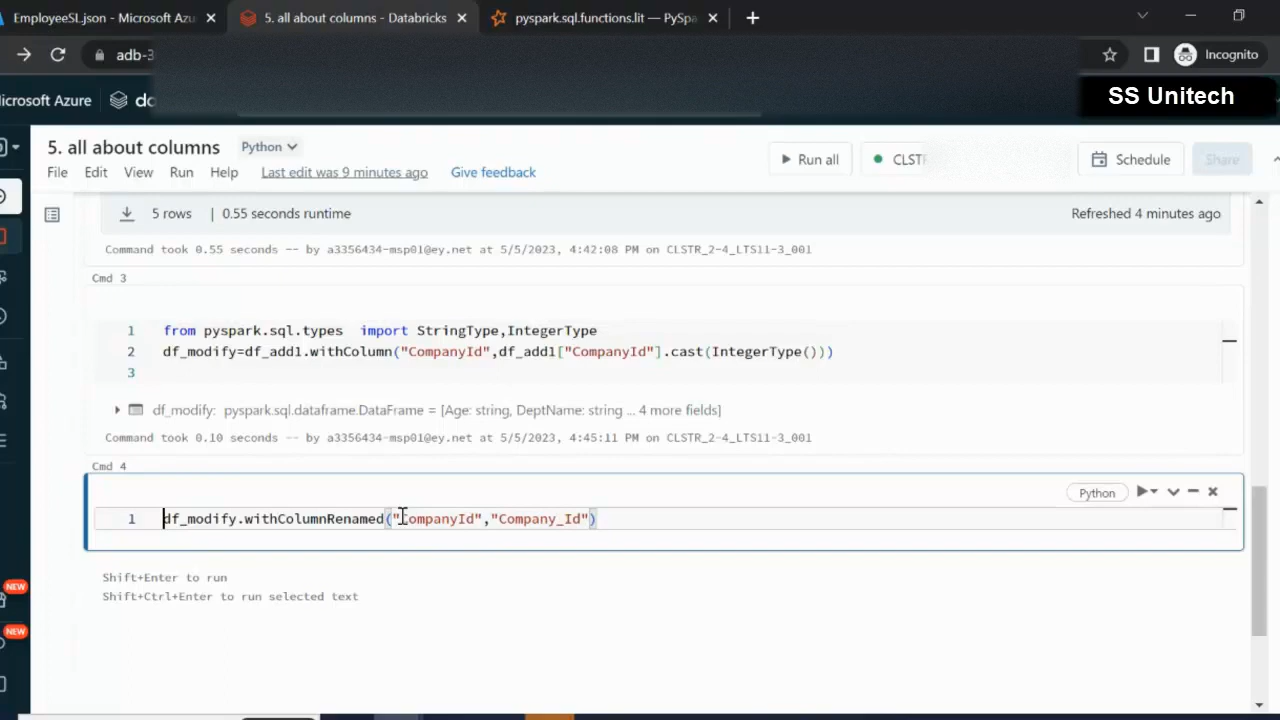 EmployeeSI.json - Microsoft Azu
5. all about columns - Databricks
pyspark.sql.functions.lit — PySpa
adb-3
Incognito
icrosoft Azure
SS Unitech
5. all about columns
Python
Run all
CLSTR
Schedule
Share
File
Edit
View
Run
Help
Last edit was 9 minutes ago
Give feedback
5 rows | 0.55 seconds runtime
Refreshed 4 minutes ago
Command took 0.55 seconds -- by a3356434-msp01@ey.net at 5/5/2023, 4:42:08 PM on CLSTR_2-4_LTS11-3_001
Cmd 3
1 from pyspark.sql.types import StringType,IntegerType
2 df_modify=df_add1.withColumn("CompanyId",df_add1["CompanyId"].cast(IntegerType()))
3
df_modify: pyspark.sql.dataframe.DataFrame = [Age: string, DeptName: string ... 4 more fields]
Command took 0.10 seconds -- by a3356434-msp01@ey.net at 5/5/2023, 4:45:11 PM on CLSTR_2-4_LTS11-3_001
Cmd 4
Python
1 df_modify.withColumnRenamed("CompanyId","Company_Id")
Shift+Enter to run
Shift+Ctrl+Enter to run selected text
NEW
NEW